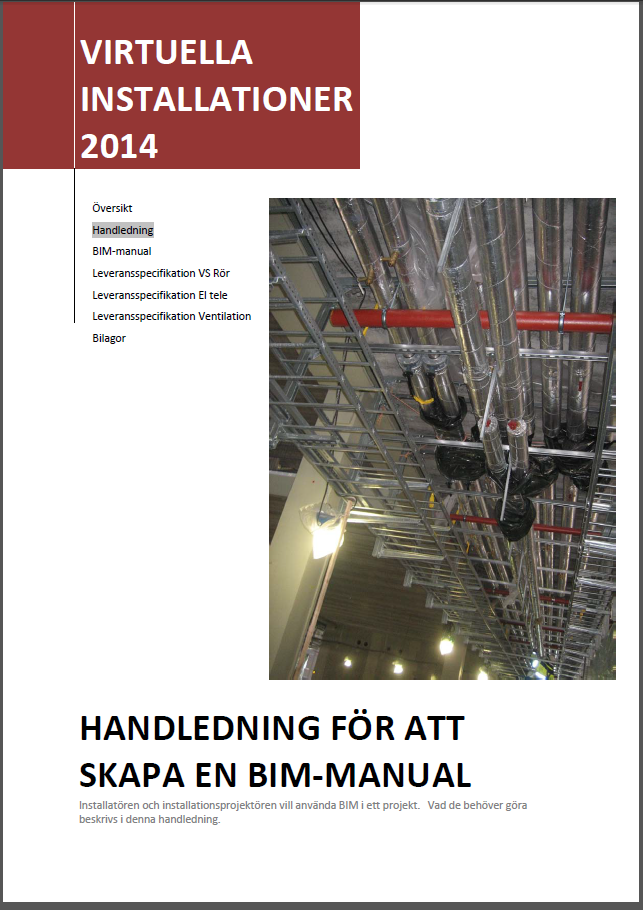 VIRTUELLA
INSTALLATIONER
2014
Översikt
Handledning
BIM-manual
Leveransspecifikation VS Rör
Leveransspecifikation El tele
Leveransspecifikation Ventilation
Bilagor
HANDLEDNING FÖR ATT
SKAPA EN BIM-MANUAL
Installatören och installationsprojektören vill använda BIM i ett projekt. Vad de behöver göra
beskrivs i denna handledning.